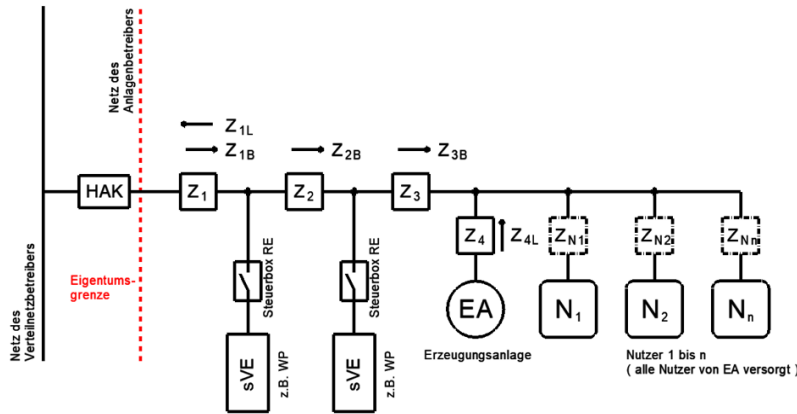 Netz des
Verteilnetzbetreibers
Netz des
Anlagenbetreibers
Eigentums-
grenze
HAK
Z1L
Z1B
Z1
Z2B
Z2
Z3B
Z3
Steuerbox RE
sVE
z.B. WP
Steuerbox RE
sVE
z.B. WP
Z4
Z4L
EA
Erzeugungsanlage
ZN1
N1
ZN2
N2
ZNn
Nn
Nutzer 1 bis n
( alle Nutzer von EA versorgt )